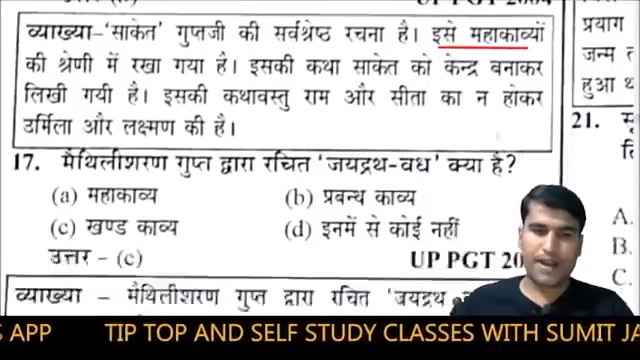 व्याख्या-'साकेत' गुप्तजी की सर्वश्रेष्ठ रचना है। इसे महाकाव्यों
की श्रेणी में रखा गया है। इसकी कथा साकेत को केन्द्र बनाकर
लिखी गयी है। इसकी कथावस्तु राम और सीता का न होकर
उर्मिला और लक्ष्मण की है।
17. मैथिलीशरण गुप्त द्वारा रचित 'जयद्रथ-वध' क्या है?
(a) महाकाव्य (b) प्रबन्ध काव्य
(c) खण्ड काव्य (d) इनमें से कोई नहीं
उत्तर – (c) UP PGT 20
व्याख्या – मैथिलीशरण गुप्त द्वारा रचित 'जयद्रथ
प्रयाग
जन्म
हुआ
21.
A.
B.
C.
S APP TIP TOP AND SELF STUDY CLASSES WITH SUMIT JA